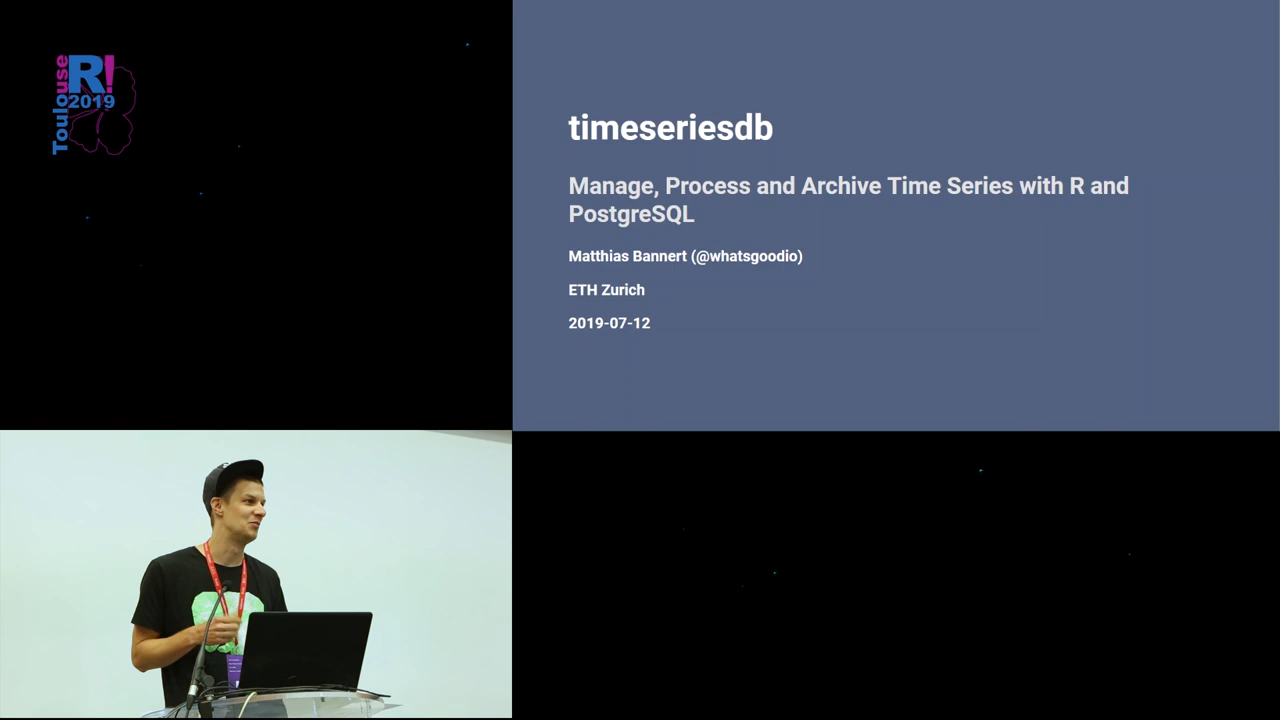 Toulouse
R!
2019
timeseriesdb
Manage, Process and Archive Time Series with R and
PostgreSQL
Matthias Bannert (@whatsgoodio)
ETH Zurich
2019-07-12